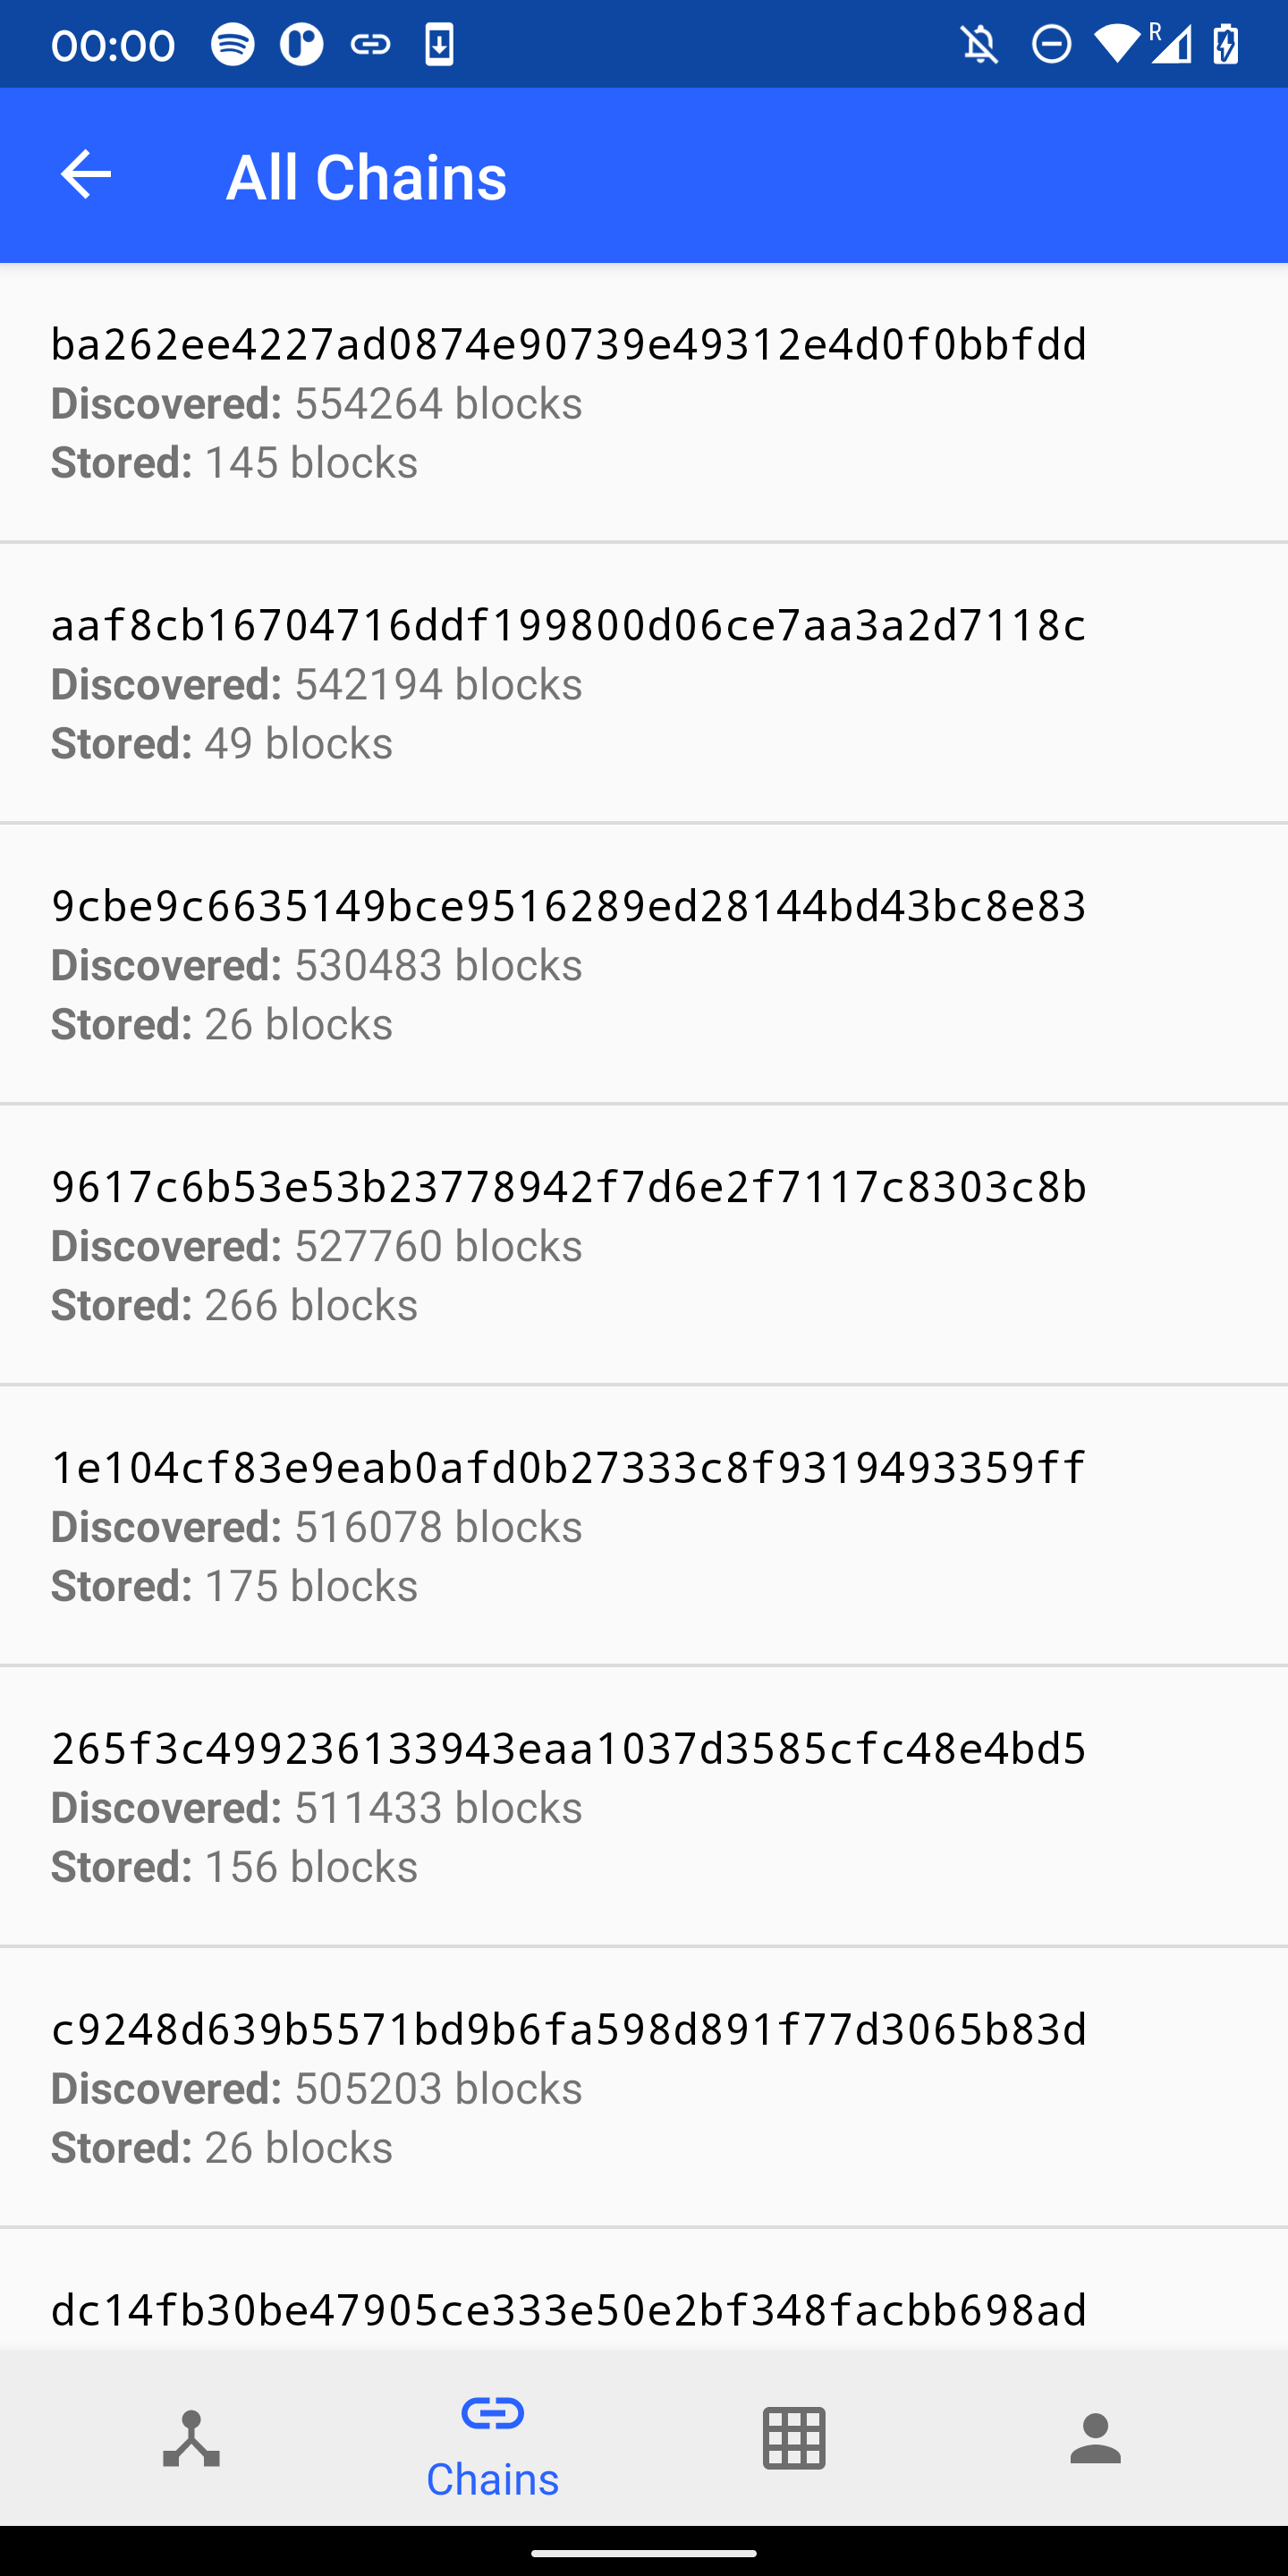 00:00
R
All Chains
ba262ee4227ad0874e90739e49312e4d0f0bbfdd
Discovered: 554264 blocks
Stored: 145 blocks
aaf8cb16704716ddf199800d06ce7aa3a2d7118c
Discovered: 542194 blocks
Stored: 49 blocks
9cbe9c6635149bce9516289ed28144bd43bc8e83
Discovered: 530483 blocks
Stored: 26 blocks
9617c6b53e53b23778942f7d6e2f7117c8303c8b
Discovered: 527760 blocks
Stored: 266 blocks
1e104cf83e9eab0afd0b27333c8f9319493359ff
Discovered: 516078 blocks
Stored: 175 blocks
265f3c499236133943eaa1037d3585cfc48e4bd5
Discovered: 511433 blocks
Stored: 156 blocks
c9248d639b5571bd9b6fa598d891f77d3065b83d
Discovered: 505203 blocks
Stored: 26 blocks
dc14fb30be47905ce333e50e2bf348facbb698ad
Chains